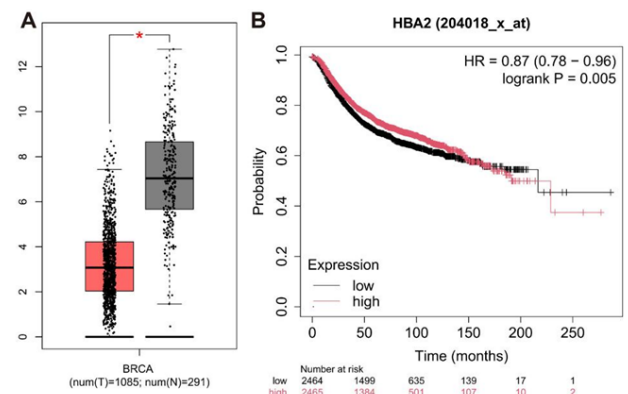 A
*
12
10
8
6
4
2
0
BRCA
(num(T)=1085; num(N)=291)
B
HBA2 (204018_x_at)
HR = 0.87 (0.78 − 0.96)
logrank P = 0.005
Probability
1.0
0.8
0.6
0.4
0.2
0.0
Expression
low
high
0 50 100 150 200 250
Time (months)
Number at risk
low 2464 1499 635 139 17 1
high 2465 1384 501 107 10 2